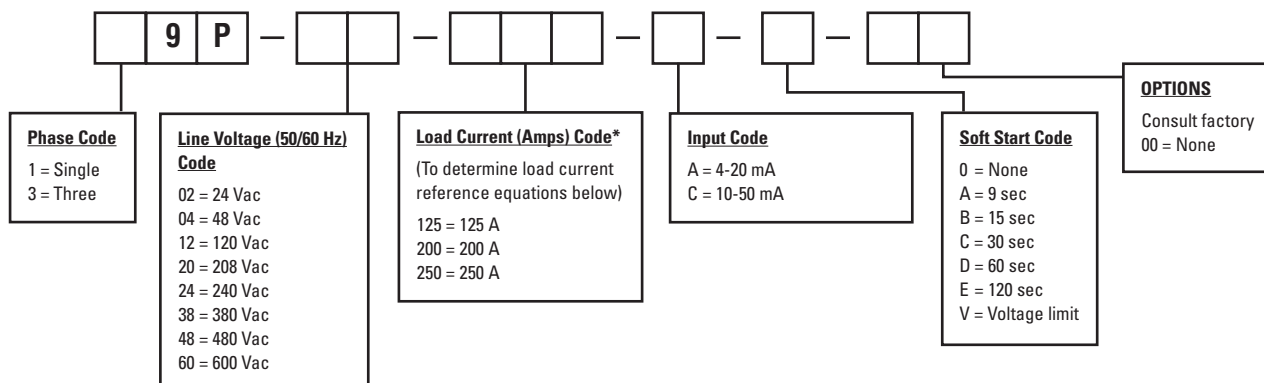 9 P – – – – –
Phase Code
1 = Single
3 = Three
Line Voltage (50/60 Hz)
Code
02 = 24 Vac
04 = 48 Vac
12 = 120 Vac
20 = 208 Vac
24 = 240 Vac
38 = 380 Vac
48 = 480 Vac
60 = 600 Vac
Load Current (Amps) Code*
(To determine load current
reference equations below)
125 = 125 A
200 = 200 A
250 = 250 A
Input Code
A = 4-20 mA
C = 10-50 mA
Soft Start Code
0 = None
A = 9 sec
B = 15 sec
C = 30 sec
D = 60 sec
E = 120 sec
V = Voltage limit
OPTIONS
Consult factory
00 = None